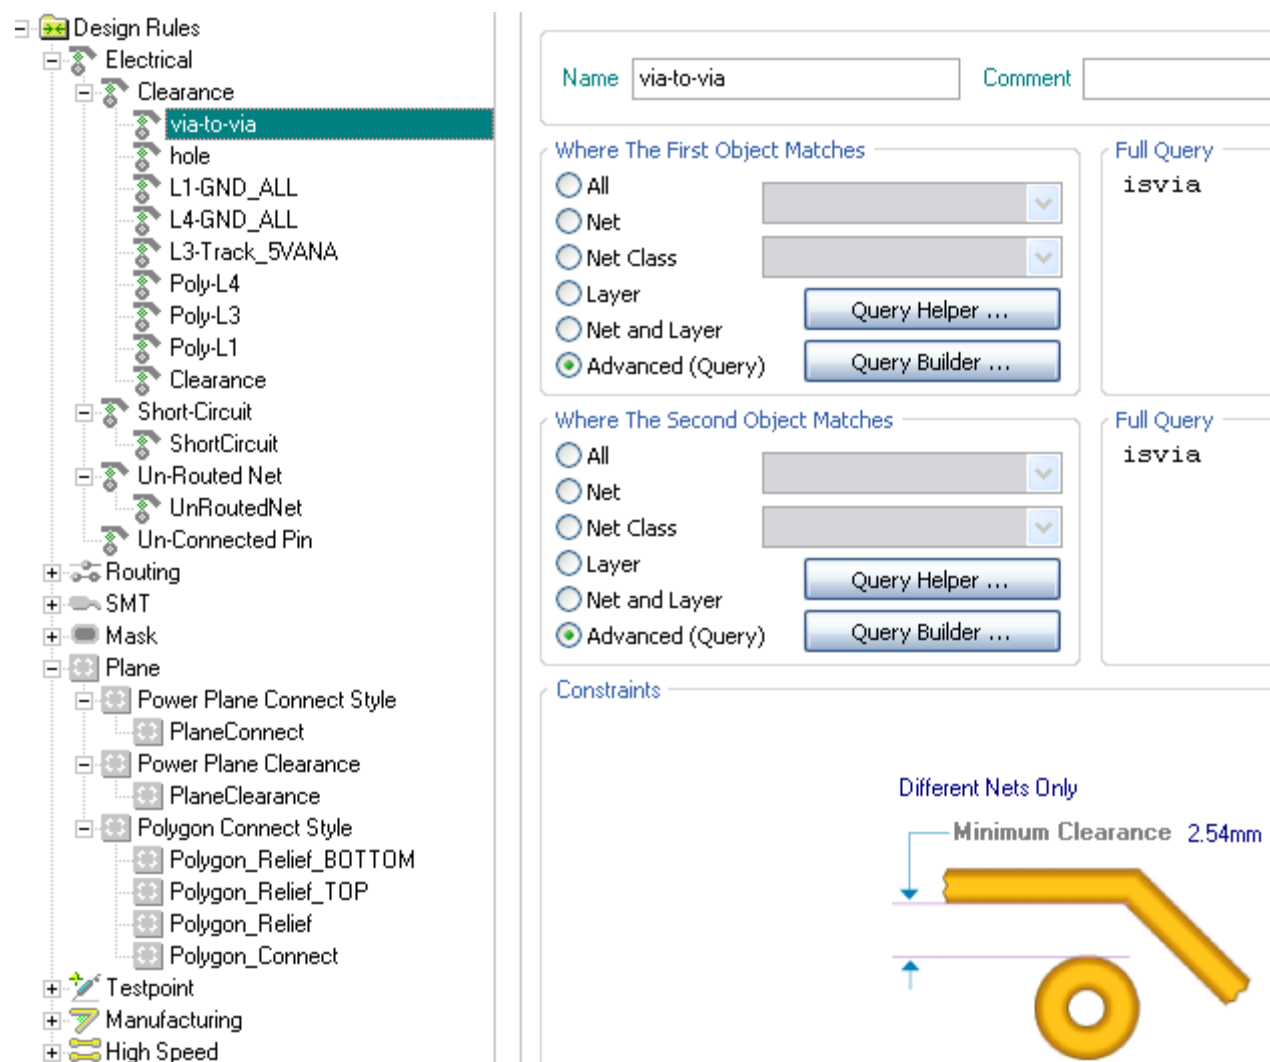 Design Rules
Electrical
Clearance
via-to-via
hole
L1-GND_ALL
L4-GND_ALL
L3-Track_5VANA
Poly-L4
Poly-L3
Poly-L1
Clearance
Short-Circuit
ShortCircuit
Un-Routed Net
UnRoutedNet
Un-Connected Pin
Routing
SMT
Mask
Plane
Power Plane Connect Style
PlaneConnect
Power Plane Clearance
PlaneClearance
Polygon Connect Style
Polygon_Relief_BOTTOM
Polygon_Relief_TOP
Polygon_Relief
Polygon_Connect
Testpoint
Manufacturing
High Speed
Name via-to-via Comment
Where The First Object Matches
All
Net
Net Class
Layer
Net and Layer
Advanced (Query)
Query Helper ...
Query Builder ...
Full Query
isvia
Where The Second Object Matches
All
Net
Net Class
Layer
Net and Layer
Advanced (Query)
Query Helper ...
Query Builder ...
Full Query
isvia
Constraints
Different Nets Only
Minimum Clearance 2.54mm